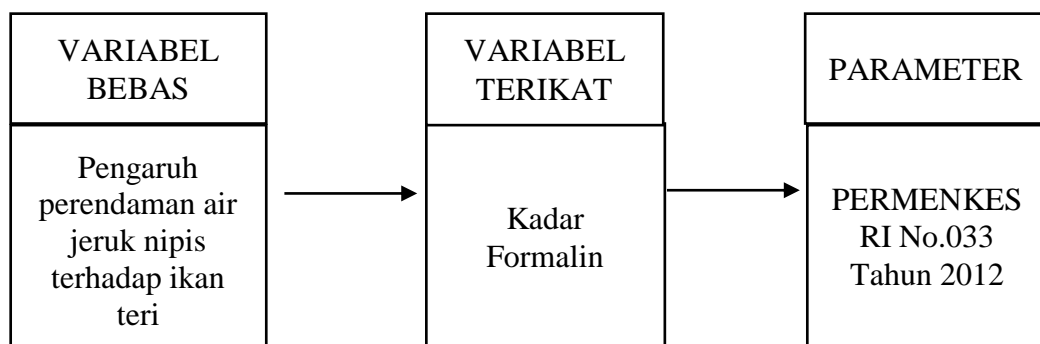 VARIABEL
BEBAS
Pengaruh
perendaman air
jeruk nipis
terhadap ikan
teri
VARIABEL
TERIKAT
Kadar
Formalin
PARAMETER
PERMENKES
RI No.033
Tahun 2012